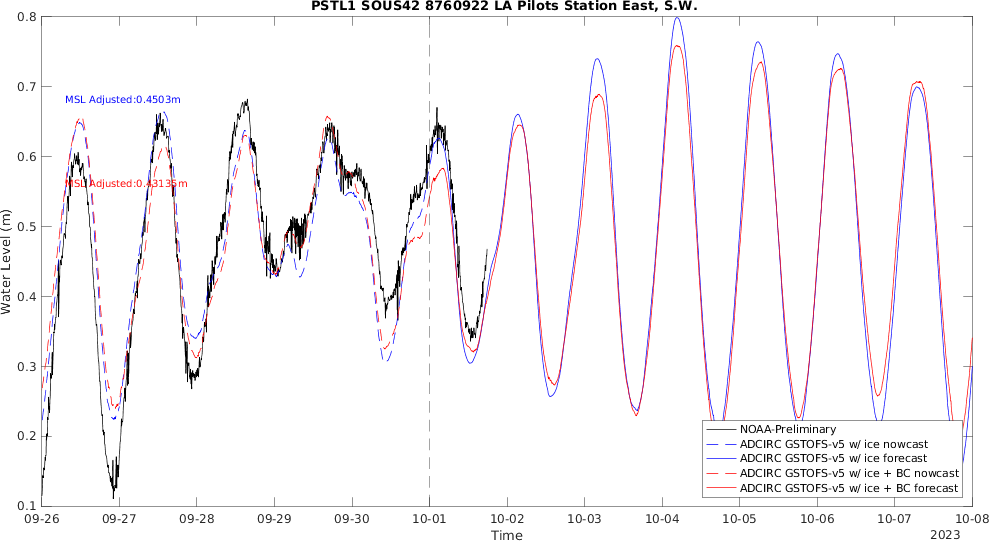 PSTL1 SOUS42 8760922 LA Pilots Station East, S.W.
0.8
0.7
0.6
0.5
0.4
0.3
0.2
0.1
Water Level (m)
MSL Adjusted:0.4503m
MSL Adjusted:0.43135m
NOAA-Preliminary
ADCIRC GSTOFS-v5 w/ ice nowcast
ADCIRC GSTOFS-v5 w/ ice forecast
ADCIRC GSTOFS-v5 w/ ice + BC nowcast
ADCIRC GSTOFS-v5 w/ ice + BC forecast
09-26 09-27 09-28 09-29 09-30 10-01 10-02 10-03 10-04 10-05 10-06 10-07 10-08
Time
2023